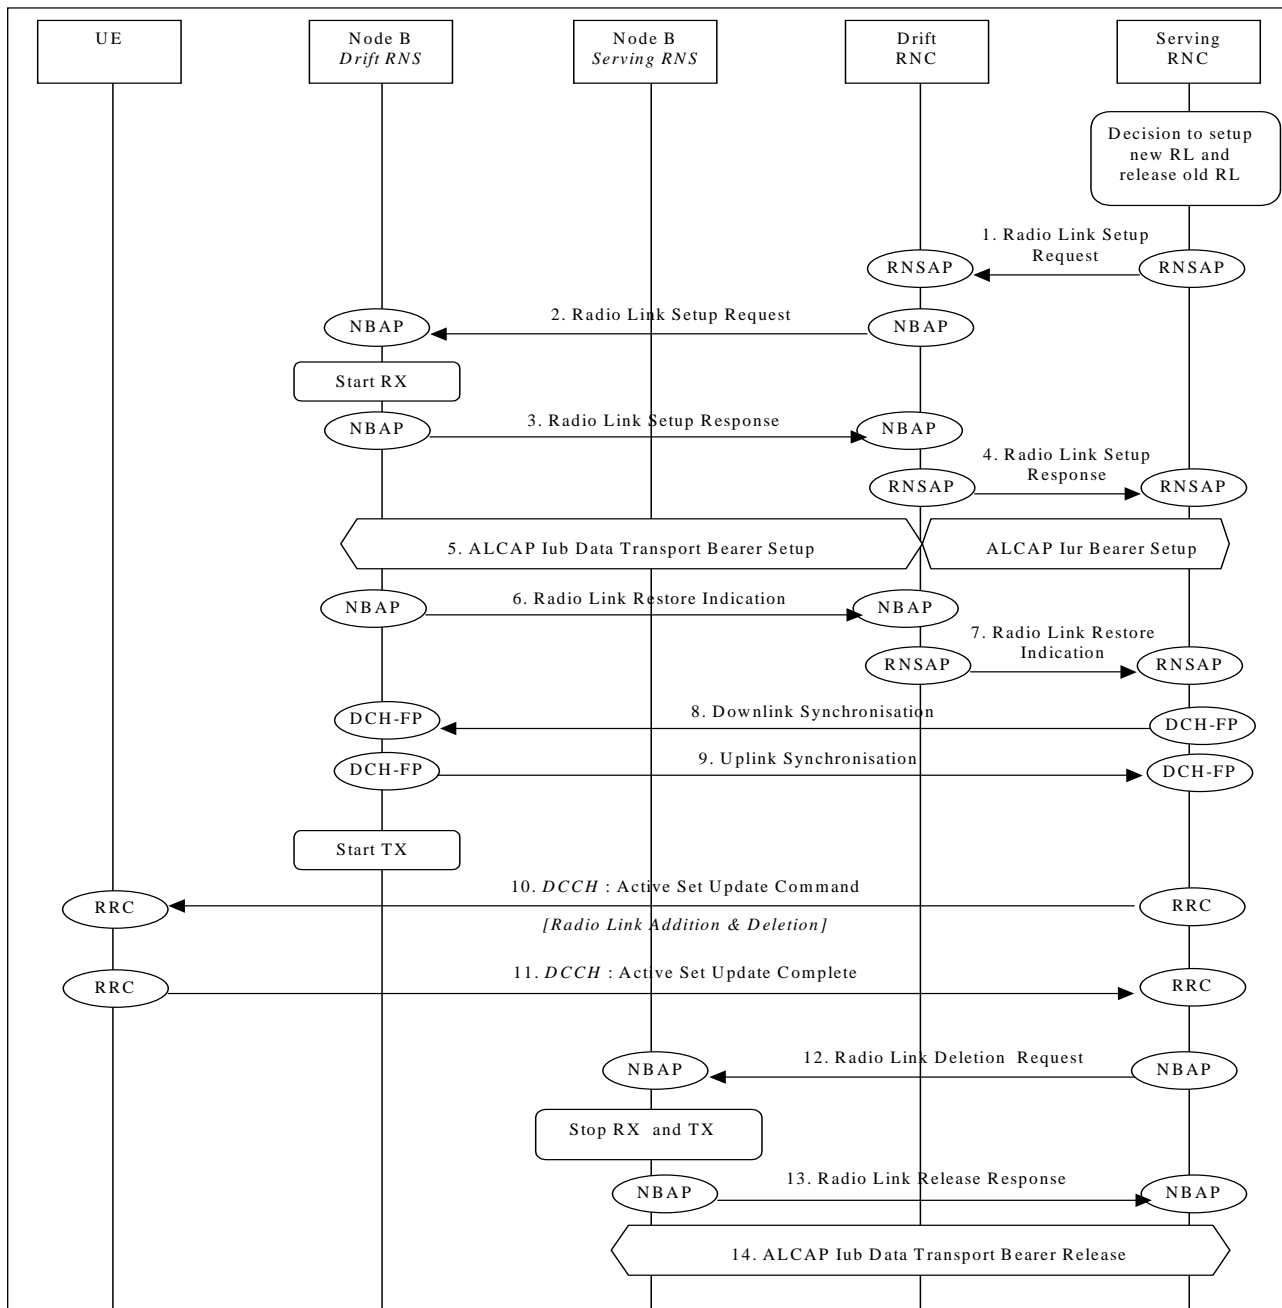 UE
Node B
Drift RNS
Node B
Serving RNS
Drift
RNC
Serving
RNC
Decision to setup
new RL and
release old RL
1. Radio Link Setup
Request
RNSAP
RNSAP
2. Radio Link Setup Request
NBAP
NBAP
Start RX
3. Radio Link Setup Response
NBAP
NBAP
4. Radio Link Setup
Response
RNSAP
RNSAP
5. ALCAP Iub Data Transport Bearer Setup
ALCAP Iur Bearer Setup
6. Radio Link Restore Indication
NBAP
NBAP
7. Radio Link Restore
Indication
RNSAP
RNSAP
8. Downlink Synchronisation
DCH-FP
DCH-FP
9. Uplink Synchronisation
DCH-FP
DCH-FP
Start TX
10. DCCH : Active Set Update Command
RRC
RRC
[Radio Link Addition & Deletion]
11. DCCH : Active Set Update Complete
RRC
RRC
12. Radio Link Deletion Request
NBAP
NBAP
Stop RX and TX
13. Radio Link Release Response
NBAP
NBAP
14. ALCAP Iub Data Transport Bearer Release